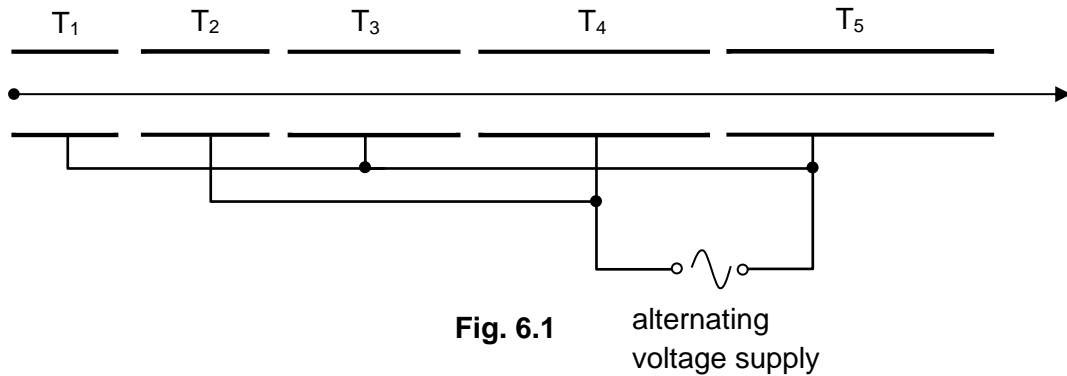 T₁ T₂ T₃ T₄ T₅
Fig. 6.1
alternating
voltage supply